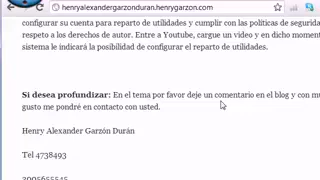 henryalexandergarzonduran.henrygarzon.com
configurar su cuenta para reparto de utilidades y cumplir con las políticas de segurida
respeto a los derechos de autor. Entre a Youtube, cargue un video y en dicho momento
sistema le indicará la posibilidad de configurar el reparto de utilidades.
Si desea profundizar: En el tema por favor deje un comentario en el blog y con mu
gusto me pondré en contacto con usted.
Henry Alexander Garzón Durán
Tel 4738493